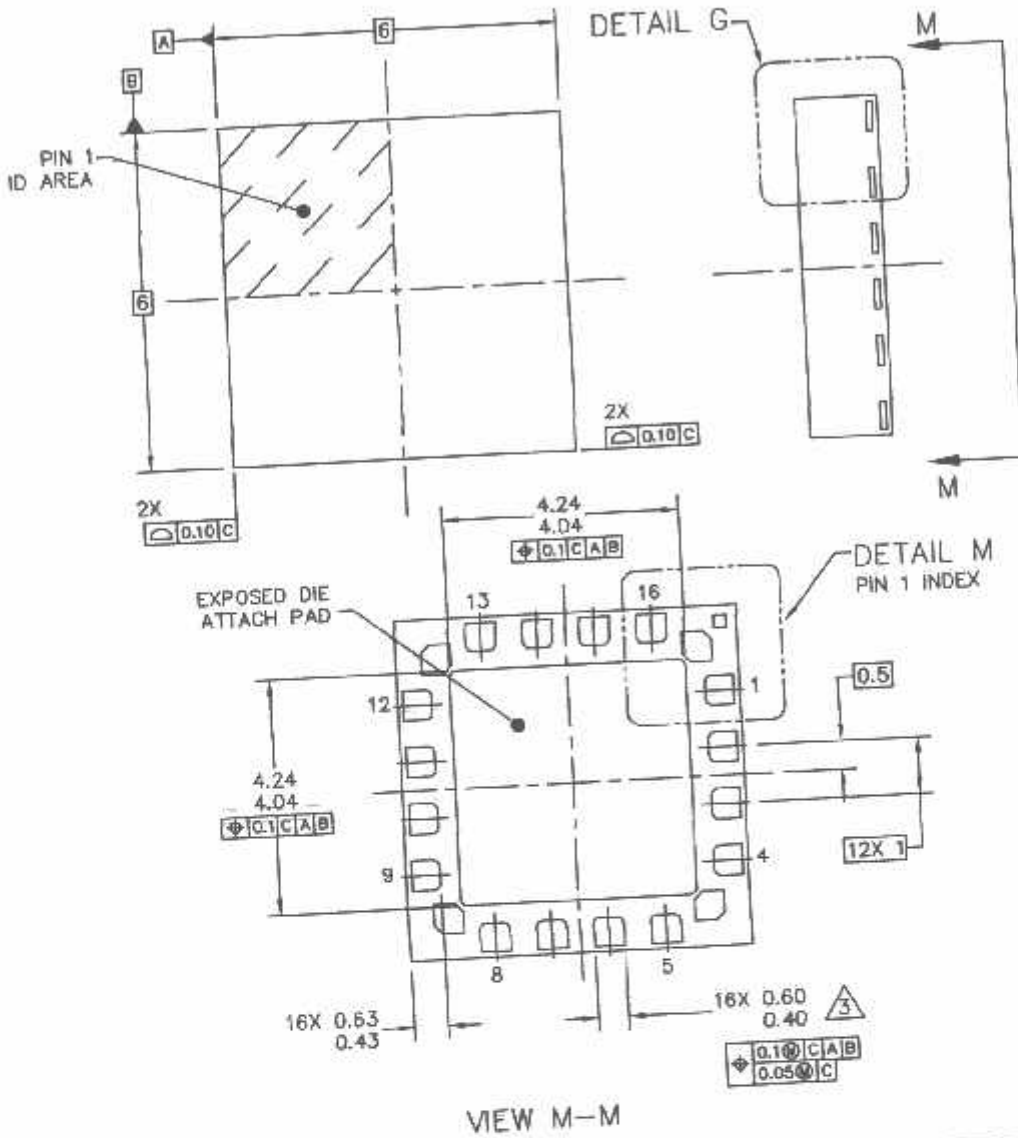 A
6
DETAIL G
M
B
PIN 1
ID AREA
6
2X
⌓ 0.10 C
M
2X
⌓ 0.10 C
4.24
4.04
⌖ 0.1 C A B
DETAIL M
PIN 1 INDEX
EXPOSED DIE
ATTACH PAD
13
16
1
0.5
12
4.24
4.04
⌖ 0.1 C A B
12X 1
9
4
8
5
16X 0.63
0.43
16X 0.60
0.40
3
⌖ 0.1Ⓜ C A B
0.05Ⓜ C
VIEW M–M